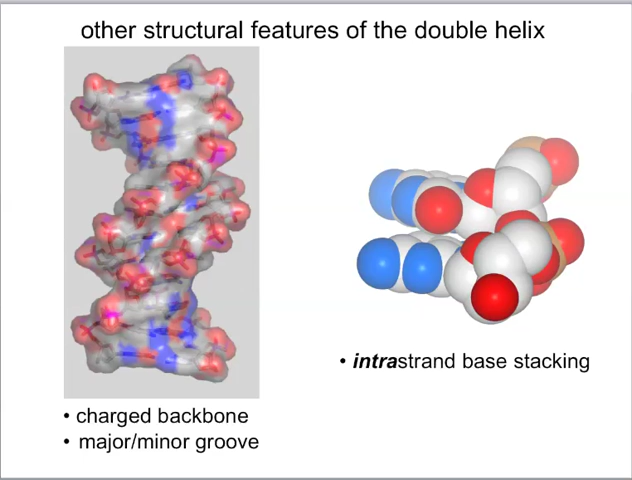 other structural features of the double helix
• intrastrand base stacking
• charged backbone
• major/minor groove